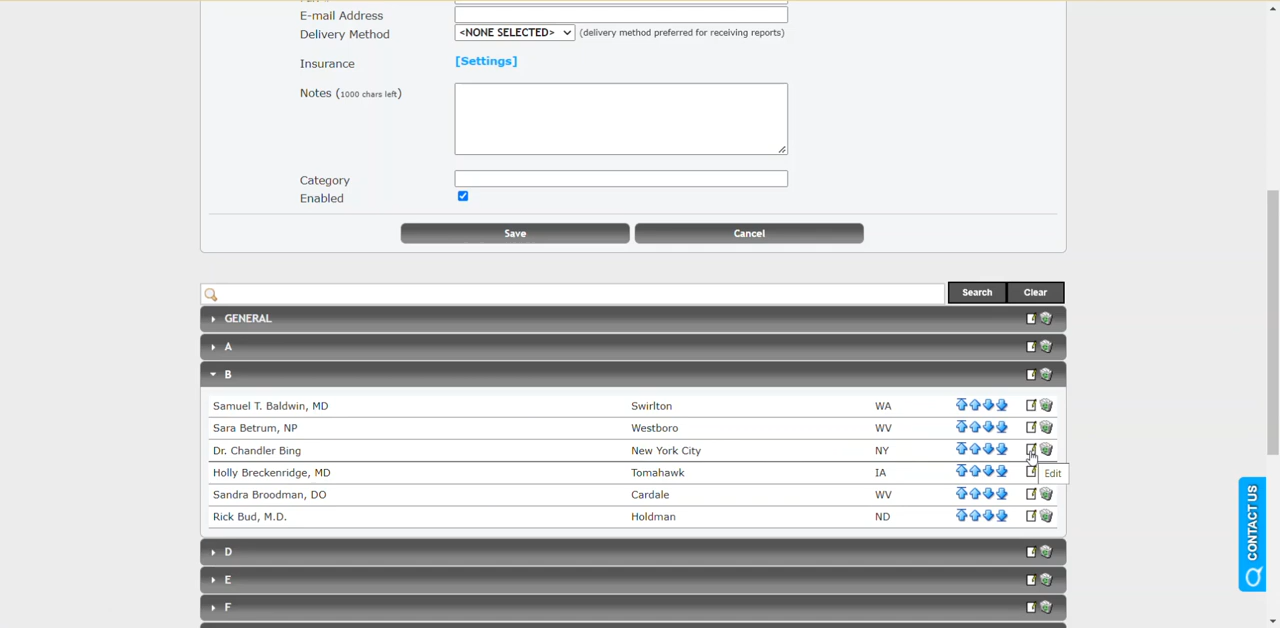 E-mail Address
Delivery Method <NONE SELECTED> (delivery method preferred for receiving reports)
Insurance [Settings]
Notes (1000 chars left)
Category
Enabled
Save Cancel
Search Clear
GENERAL
A
B
Samuel T. Baldwin, MD Swirlton WA
Sara Betrum, NP Westboro WV
Dr. Chandler Bing New York City NY
Holly Breckenridge, MD Tomahawk IA
Edit
Sandra Broodman, DO Cardale WV
Rick Bud, M.D. Holdman ND
D
E
F
CONTACT US